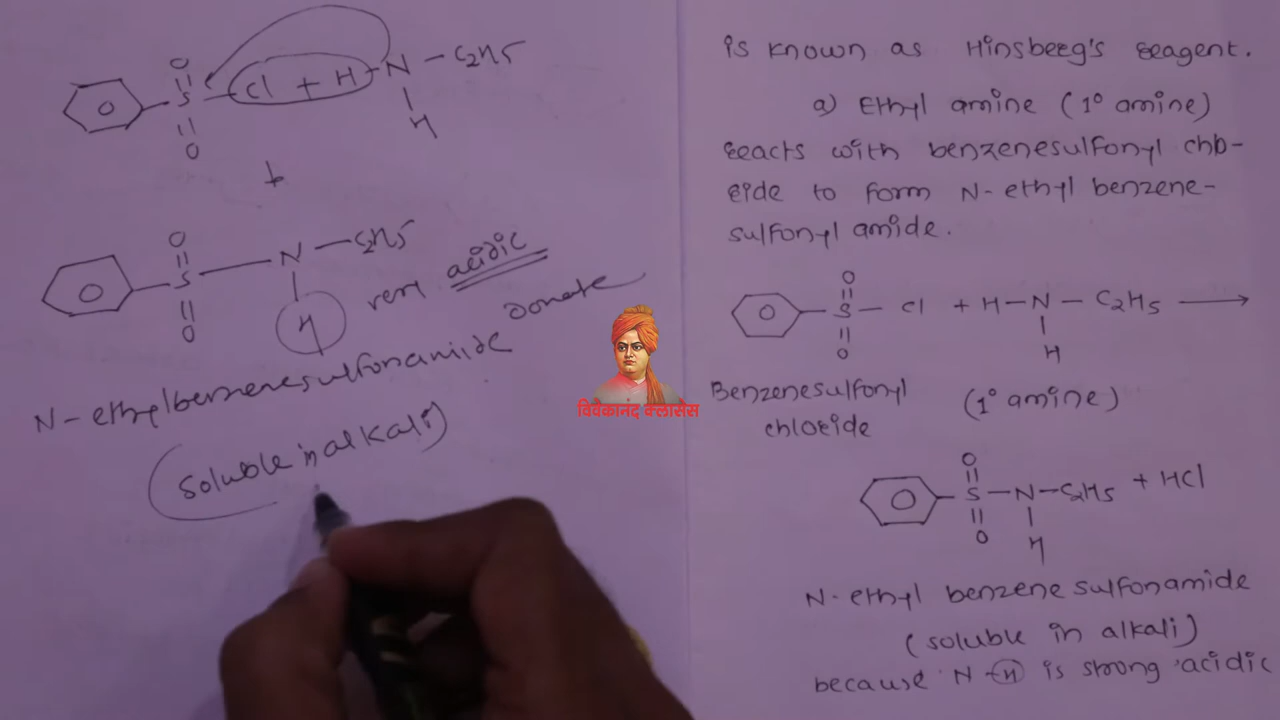 O
||
S — Cl + H — N — C2H5
||
O
H
O
||
S — N — C2H5
||
O
H very acidic
Donate
N-ethylbenzenesulfonamide
(soluble in alkali)
विवेकानंद क्लासेस
is known as Hinsberg's reagent.
a) Ethyl amine (1° amine)
reacts with benzenesulfonyl chlo-
ride to form N-ethyl benzene-
sulfonyl amide.
O
||
S — Cl + H — N — C2H5 ⟶
||
O
H
Benzenesulfonyl
chloride
(1° amine)
O
||
S — N — C2H5 + HCl
||
O
H
N-ethyl benzene sulfonamide
(soluble in alkali)
because N-H is strong acidic